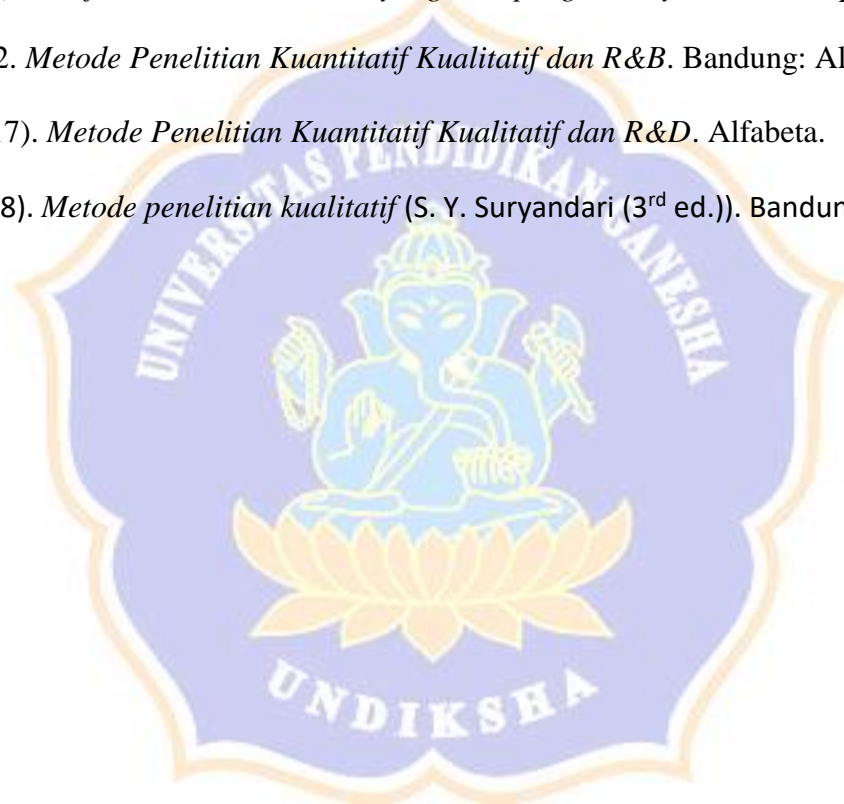 2. Metode Penelitian Kuantitatif Kualitatif dan R&B. Bandung: Al
7). Metode Penelitian Kuantitatif Kualitatif dan R&D. Alfabeta.
8). Metode penelitian kualitatif (S. Y. Suryandari (3rd ed.)). Bandun
UNIVERSITAS PENDIDIKAN GANESHA
UNDIKSHA